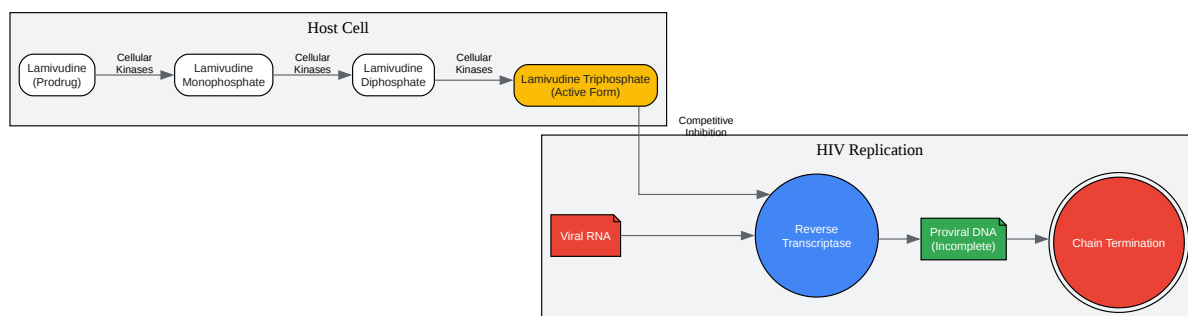 Host Cell
Lamivudine
(Prodrug)
Cellular
Kinases
Lamivudine
Monophosphate
Cellular
Kinases
Lamivudine
Diphosphate
Cellular
Kinases
Lamivudine Triphosphate
(Active Form)
Competitive
Inhibition
HIV Replication
Viral RNA
Reverse
Transcriptase
Proviral DNA
(Incomplete)
Chain Termination